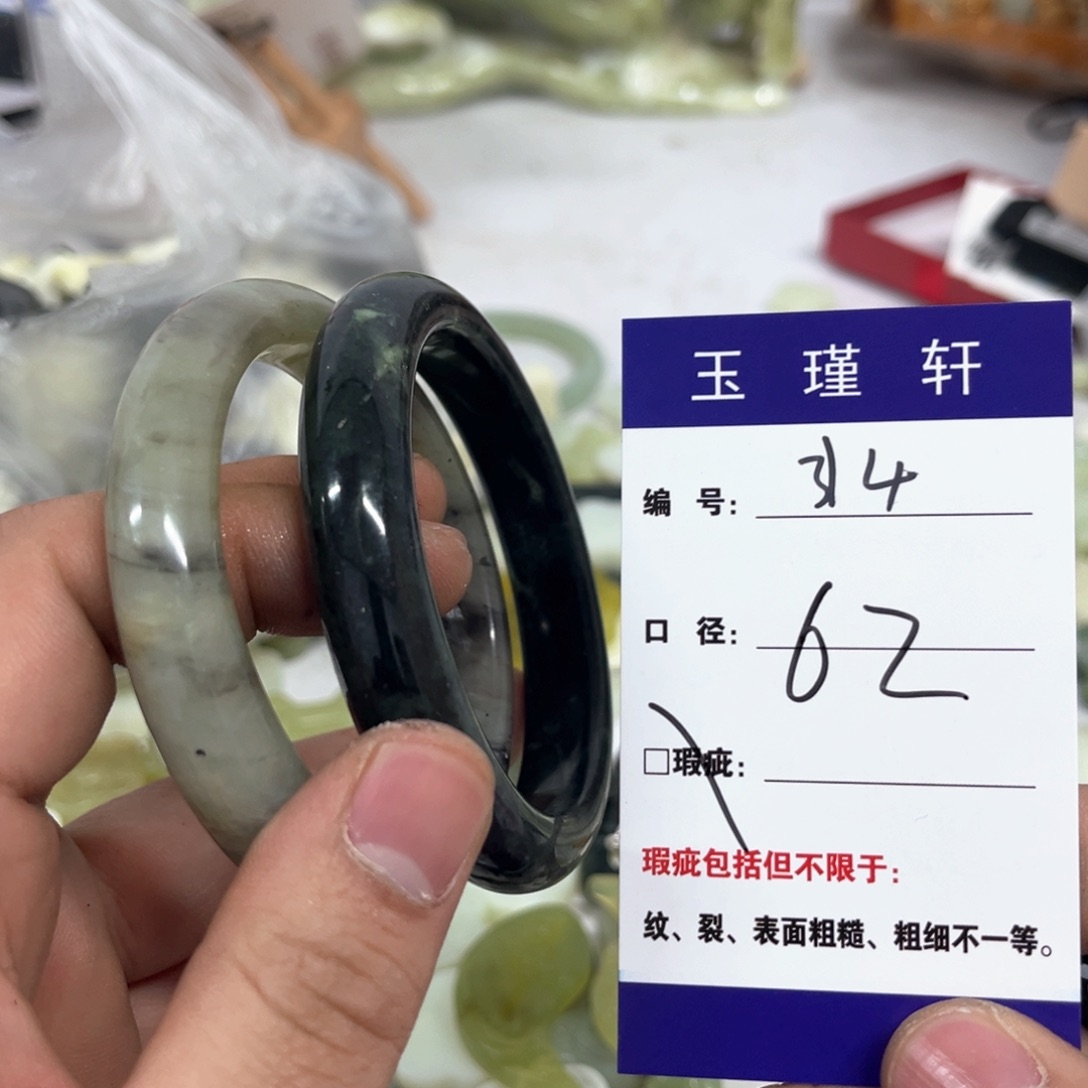 玉瑾轩
编号：34
口径：62
□瑕疵：
瑕疵包括但不限于：
纹、裂、表面粗糙、粗细不一等。